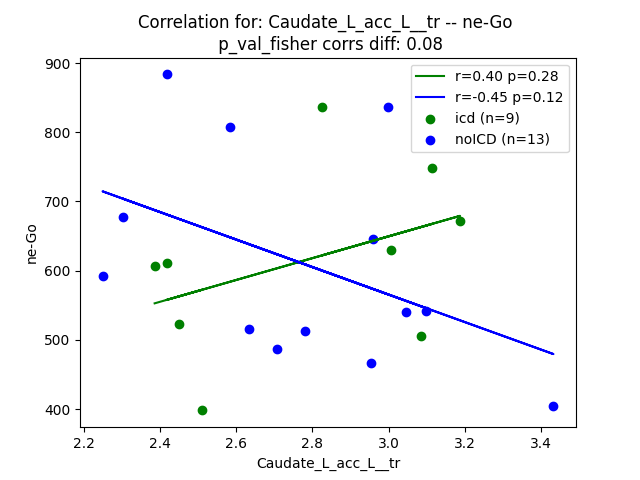 Correlation for: Caudate_L_acc_L__tr -- ne-Go
p_val_fisher corrs diff: 0.08
r=0.40 p=0.28
r=-0.45 p=0.12
icd (n=9)
noICD (n=13)
900
800
700
600
500
400
ne-Go
2.2 2.4 2.6 2.8 3.0 3.2 3.4
Caudate_L_acc_L__tr